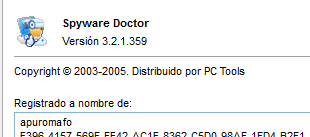 Spyware Doctor
Versión 3.2.1.359
Copyright © 2003-2005. Distribuido por PC Tools
Registrado a nombre de:
apuromafo